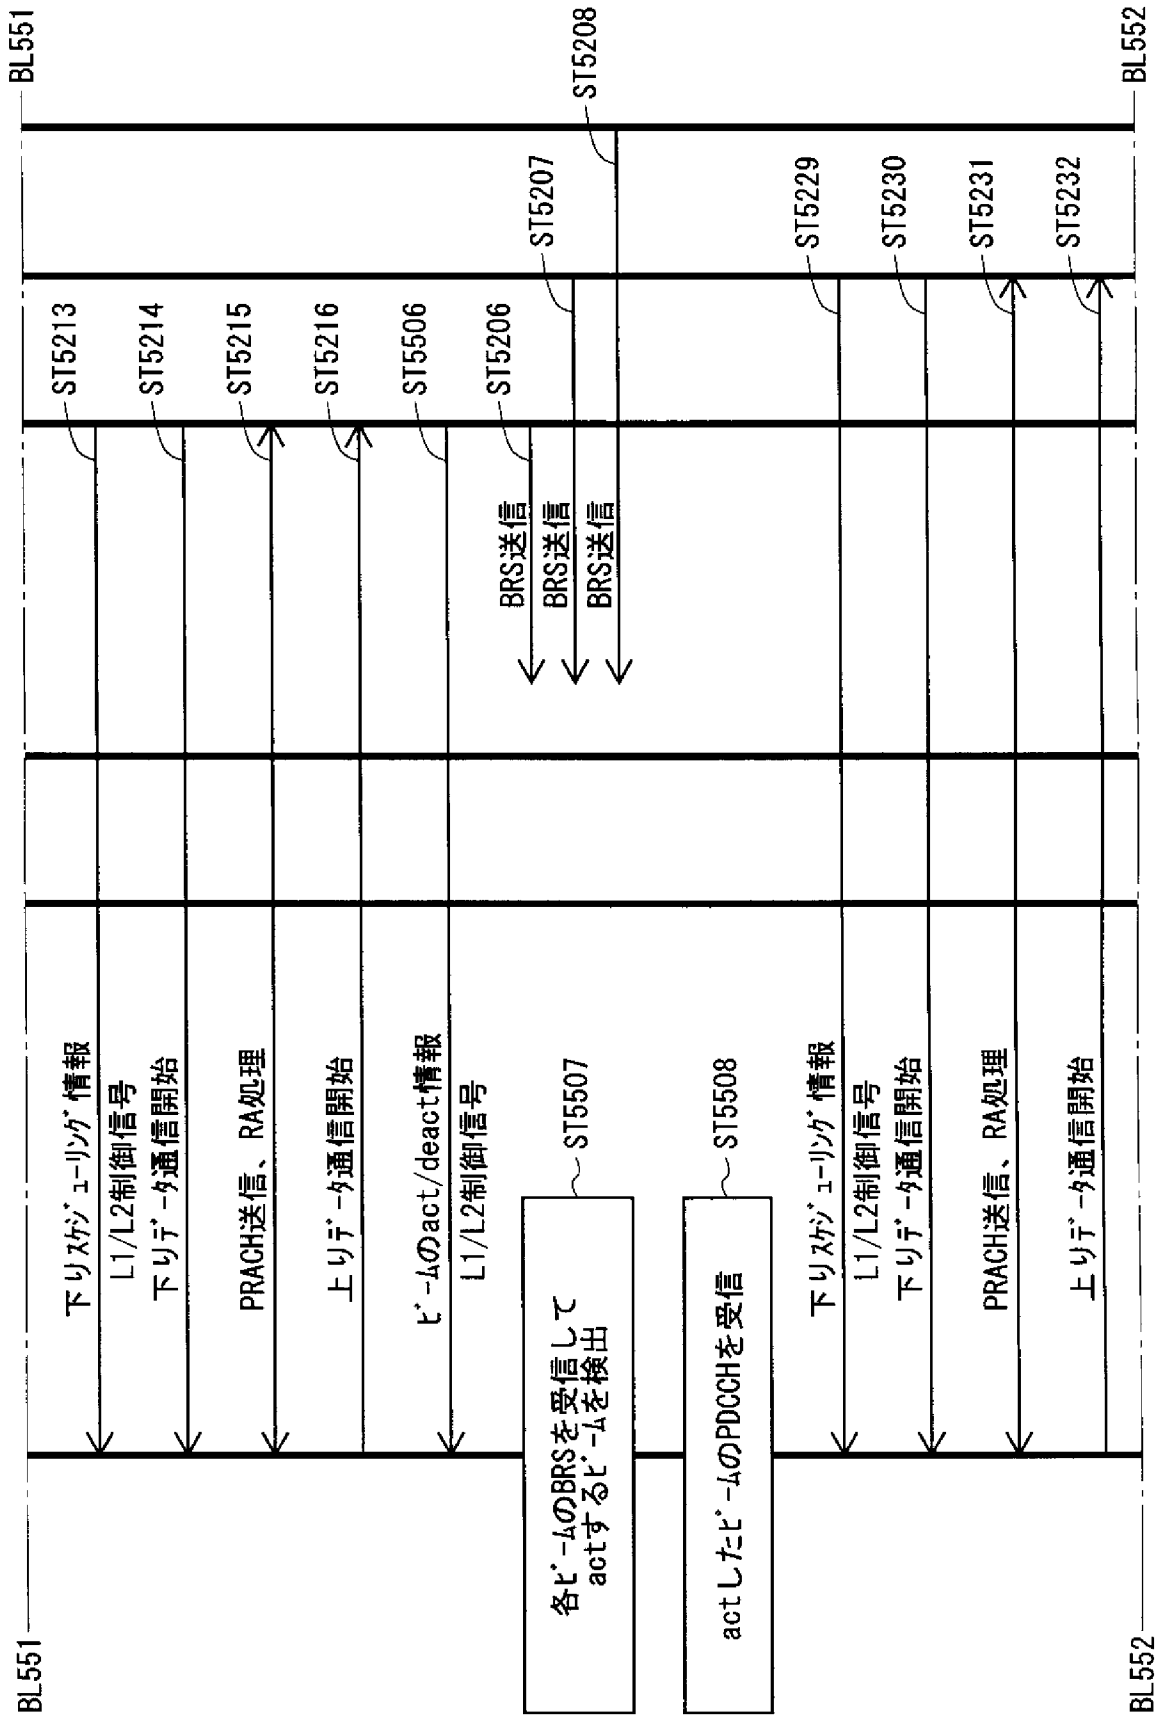 BL551
BL551
ST5213
下りスケジューリング情報
L1/L2制御信号
ST5214
下りデータ通信開始
ST5215
PRACH送信、RA処理
ST5216
上りデータ通信開始
ST5506
ビームのact/deact情報
L1/L2制御信号
ST5206
BRS送信
ST5207
BRS送信
ST5208
BRS送信
各ビームのBRSを受信して
actするビームを検出
ST5507
actしたビームのPDCCHを受信
ST5508
ST5229
下りスケジューリング情報
L1/L2制御信号
ST5230
下りデータ通信開始
ST5231
PRACH送信、RA処理
ST5232
上りデータ通信開始
BL552
BL552